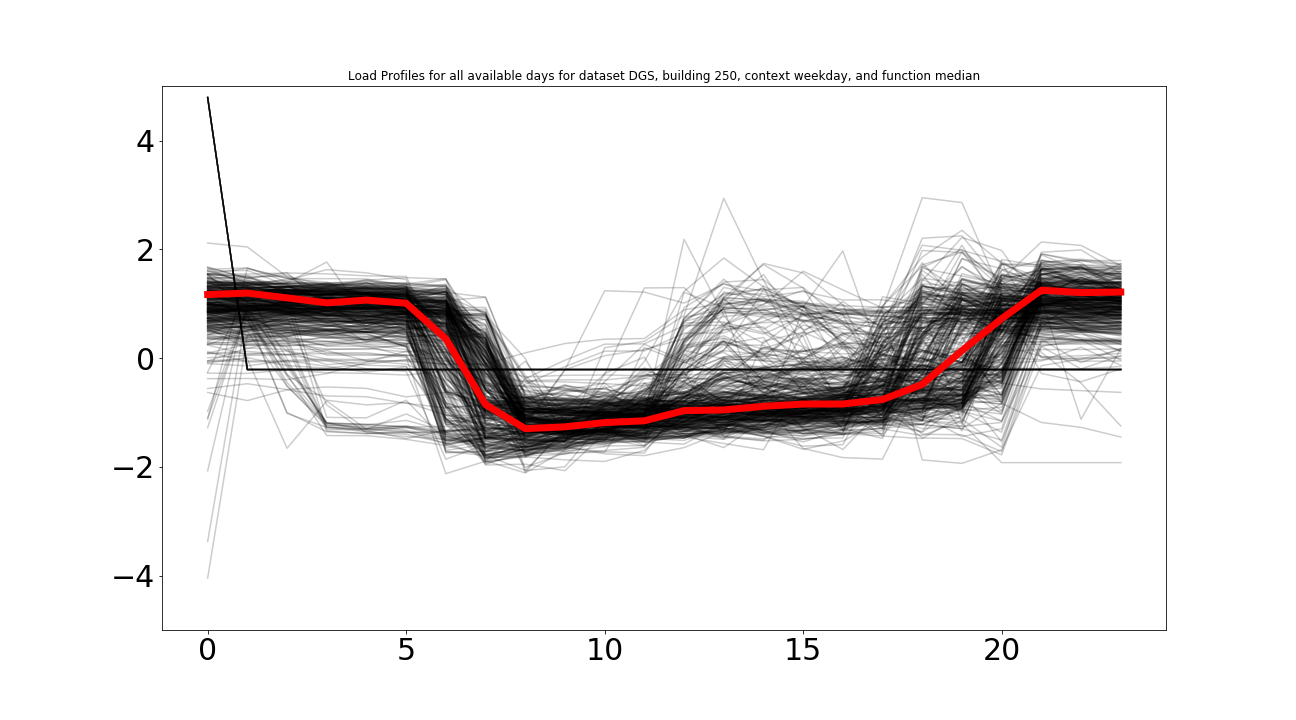 Load Profiles for all available days for dataset DGS, building 250, context weekday, and function median
4
2
0
−2
−4
0 5 10 15 20